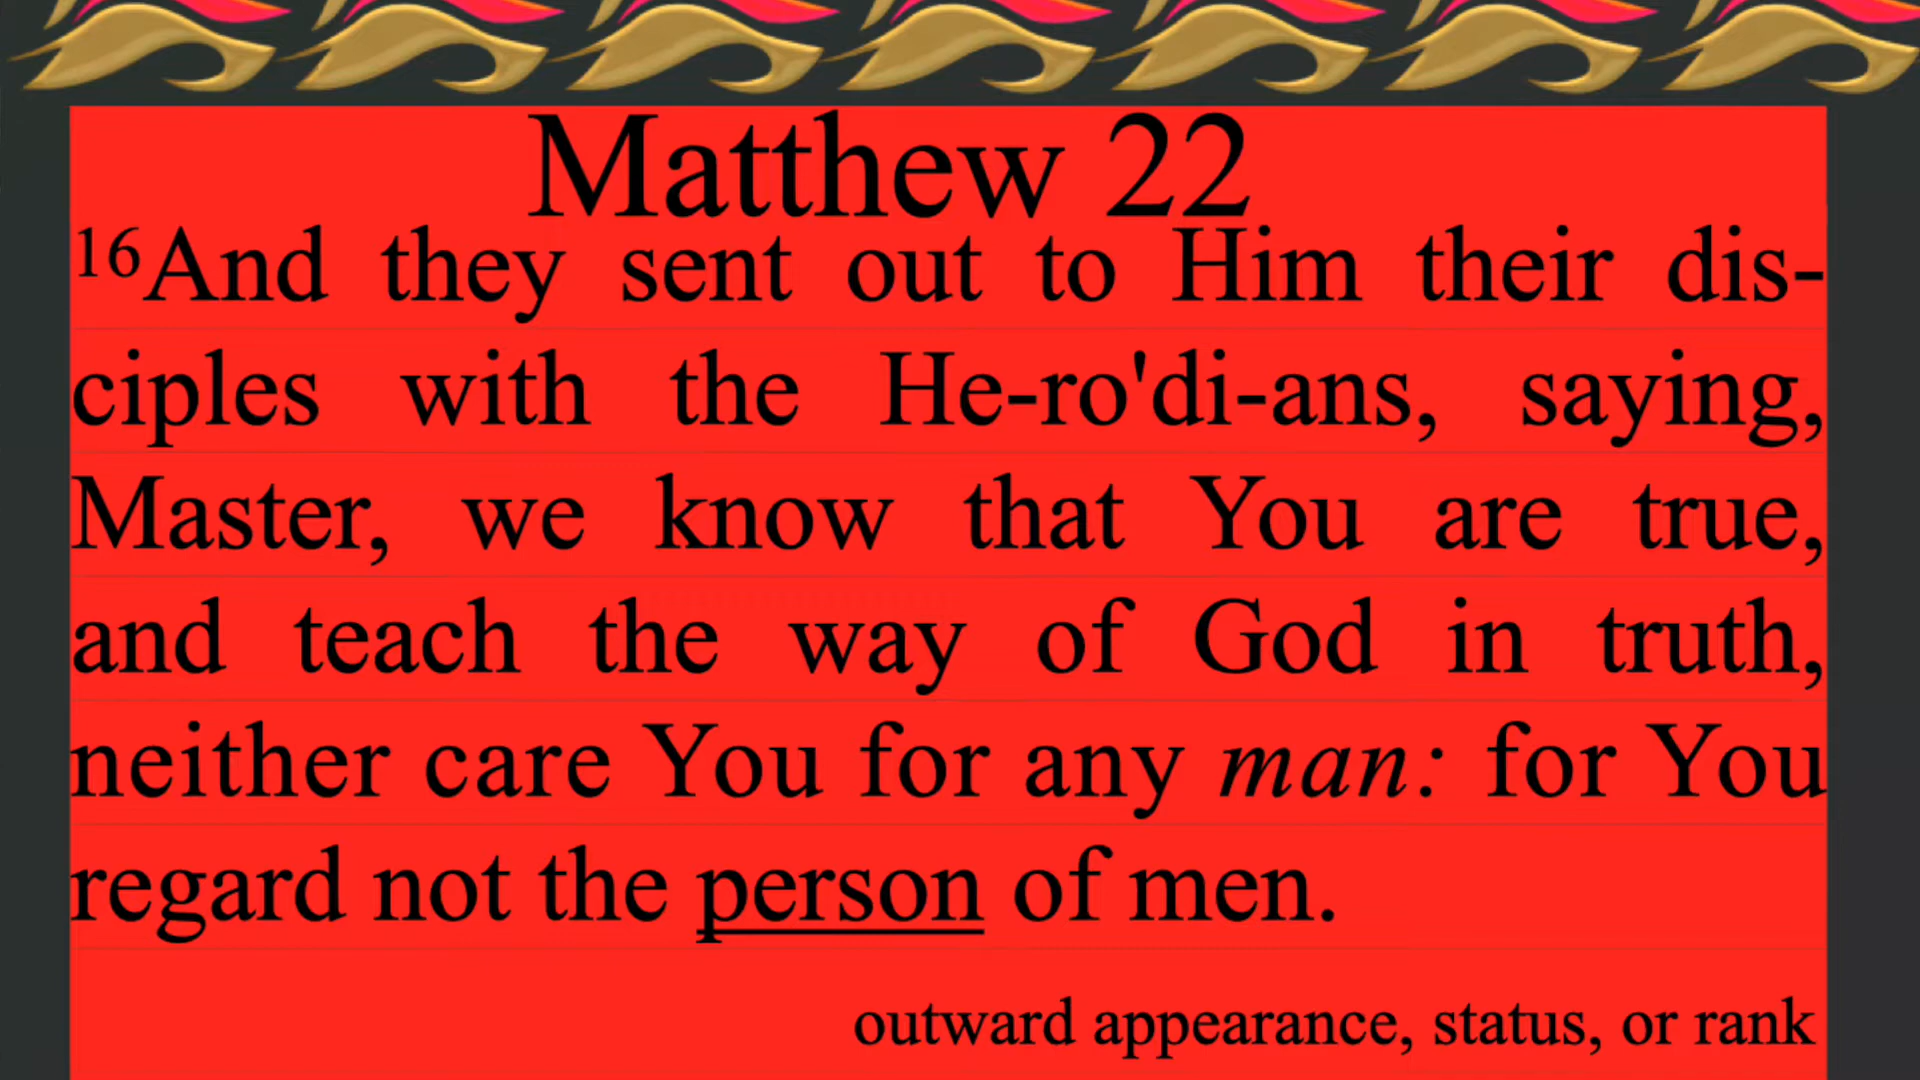 Matthew 22
16And they sent out to Him their dis-
ciples with the He-ro'di-ans, saying,
Master, we know that You are true,
and teach the way of God in truth,
neither care You for any man: for You
regard not the person of men.
outward appearance, status, or rank